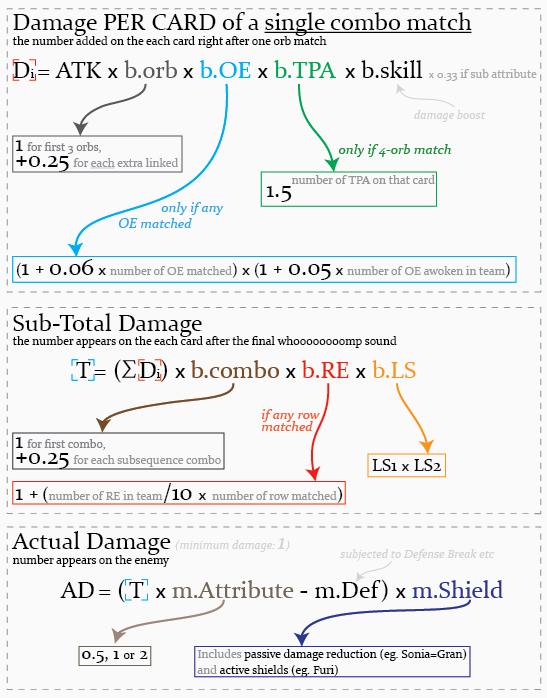 Damage PER CARD of a single combo match
the number added on the each card right after one orb match
Di = ATK x b.orb x b.OE x b.TPA x b.skill x 0.33 if sub attribute
damage boost
1 for first 3 orbs,
+0.25 for each extra linked
only if 4-orb match
1.5 number of TPA on that card
only if any
OE matched
(1 + 0.06 x number of OE matched) x (1 + 0.05 x number of OE awoken in team)
Sub-Total Damage
the number appears on the each card after the final whooooooooomp sound
T = (ΣDi) x b.combo x b.RE x b.LS
if any row
matched
1 for first combo,
+0.25 for each subsequence combo
LS1 x LS2
1 + (number of RE in team/10 x number of row matched)
Actual Damage (minimum damage: 1)
number appears on the enemy
subjected to Defense Break etc
AD = (T x m.Attribute - m.Def) x m.Shield
0.5, 1 or 2
Includes passive damage reduction (eg. Sonia=Gran)
and active shields (eg. Furi)